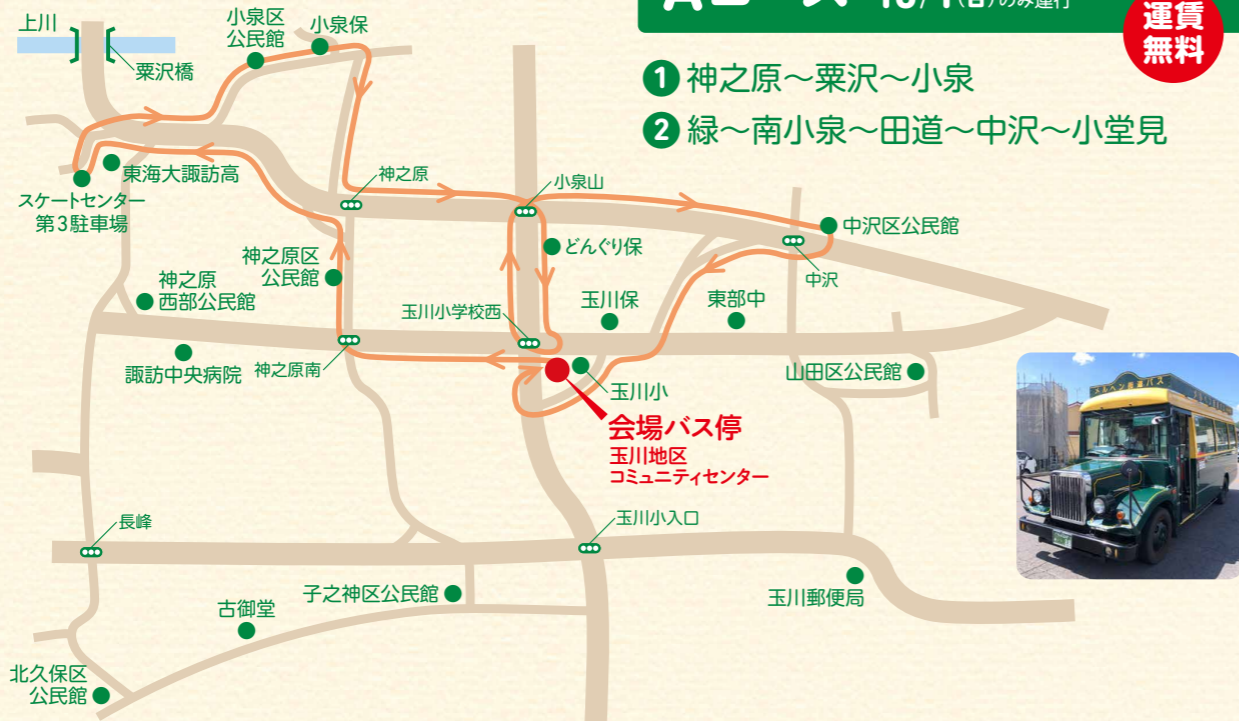 運賃
無料
① 神之原〜粟沢〜小泉
② 緑〜南小泉〜田道〜中沢〜小堂見
上川
粟沢橋
小泉区
公民館
小泉保
東海大諏訪高
スケートセンター
第3駐車場
神之原
小泉山
中沢区公民館
中沢
どんぐり保
神之原区
公民館
神之原
西部公民館
玉川小学校西
玉川保
東部中
諏訪中央病院
神之原南
玉川小
山田区公民館
会場バス停
玉川地区
コミュニティセンター
長峰
玉川小入口
子之神区公民館
玉川郵便局
古御堂
北久保区
公民館